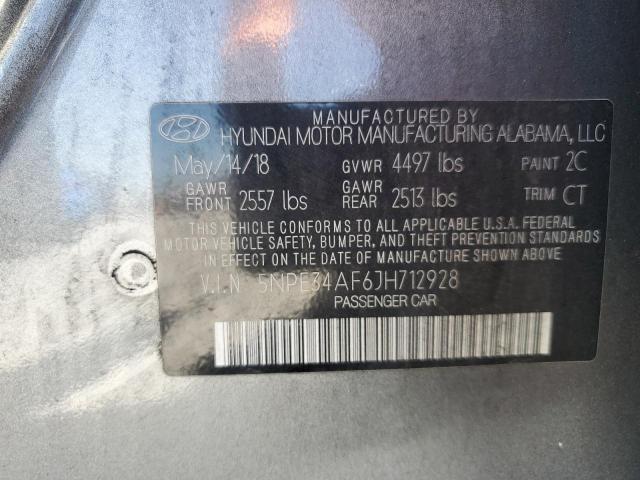 MANUFACTURED BY
HYUNDAI MOTOR MANUFACTURING ALABAMA, LLC
May/14/18 GVWR 4497 lbs PAINT 2C
GAWR FRONT 2557 lbs GAWR REAR 2513 lbs TRIM CT
THIS VEHICLE CONFORMS TO ALL APPLICABLE U.S.A. FEDERAL
MOTOR VEHICLE SAFETY, BUMPER, AND THEFT PREVENTION STANDARDS
IN EFFECT ON THE DATE OF MANUFACTURE SHOWN ABOVE.
V.I.N 5NPE34AF6JH712928
PASSENGER CAR